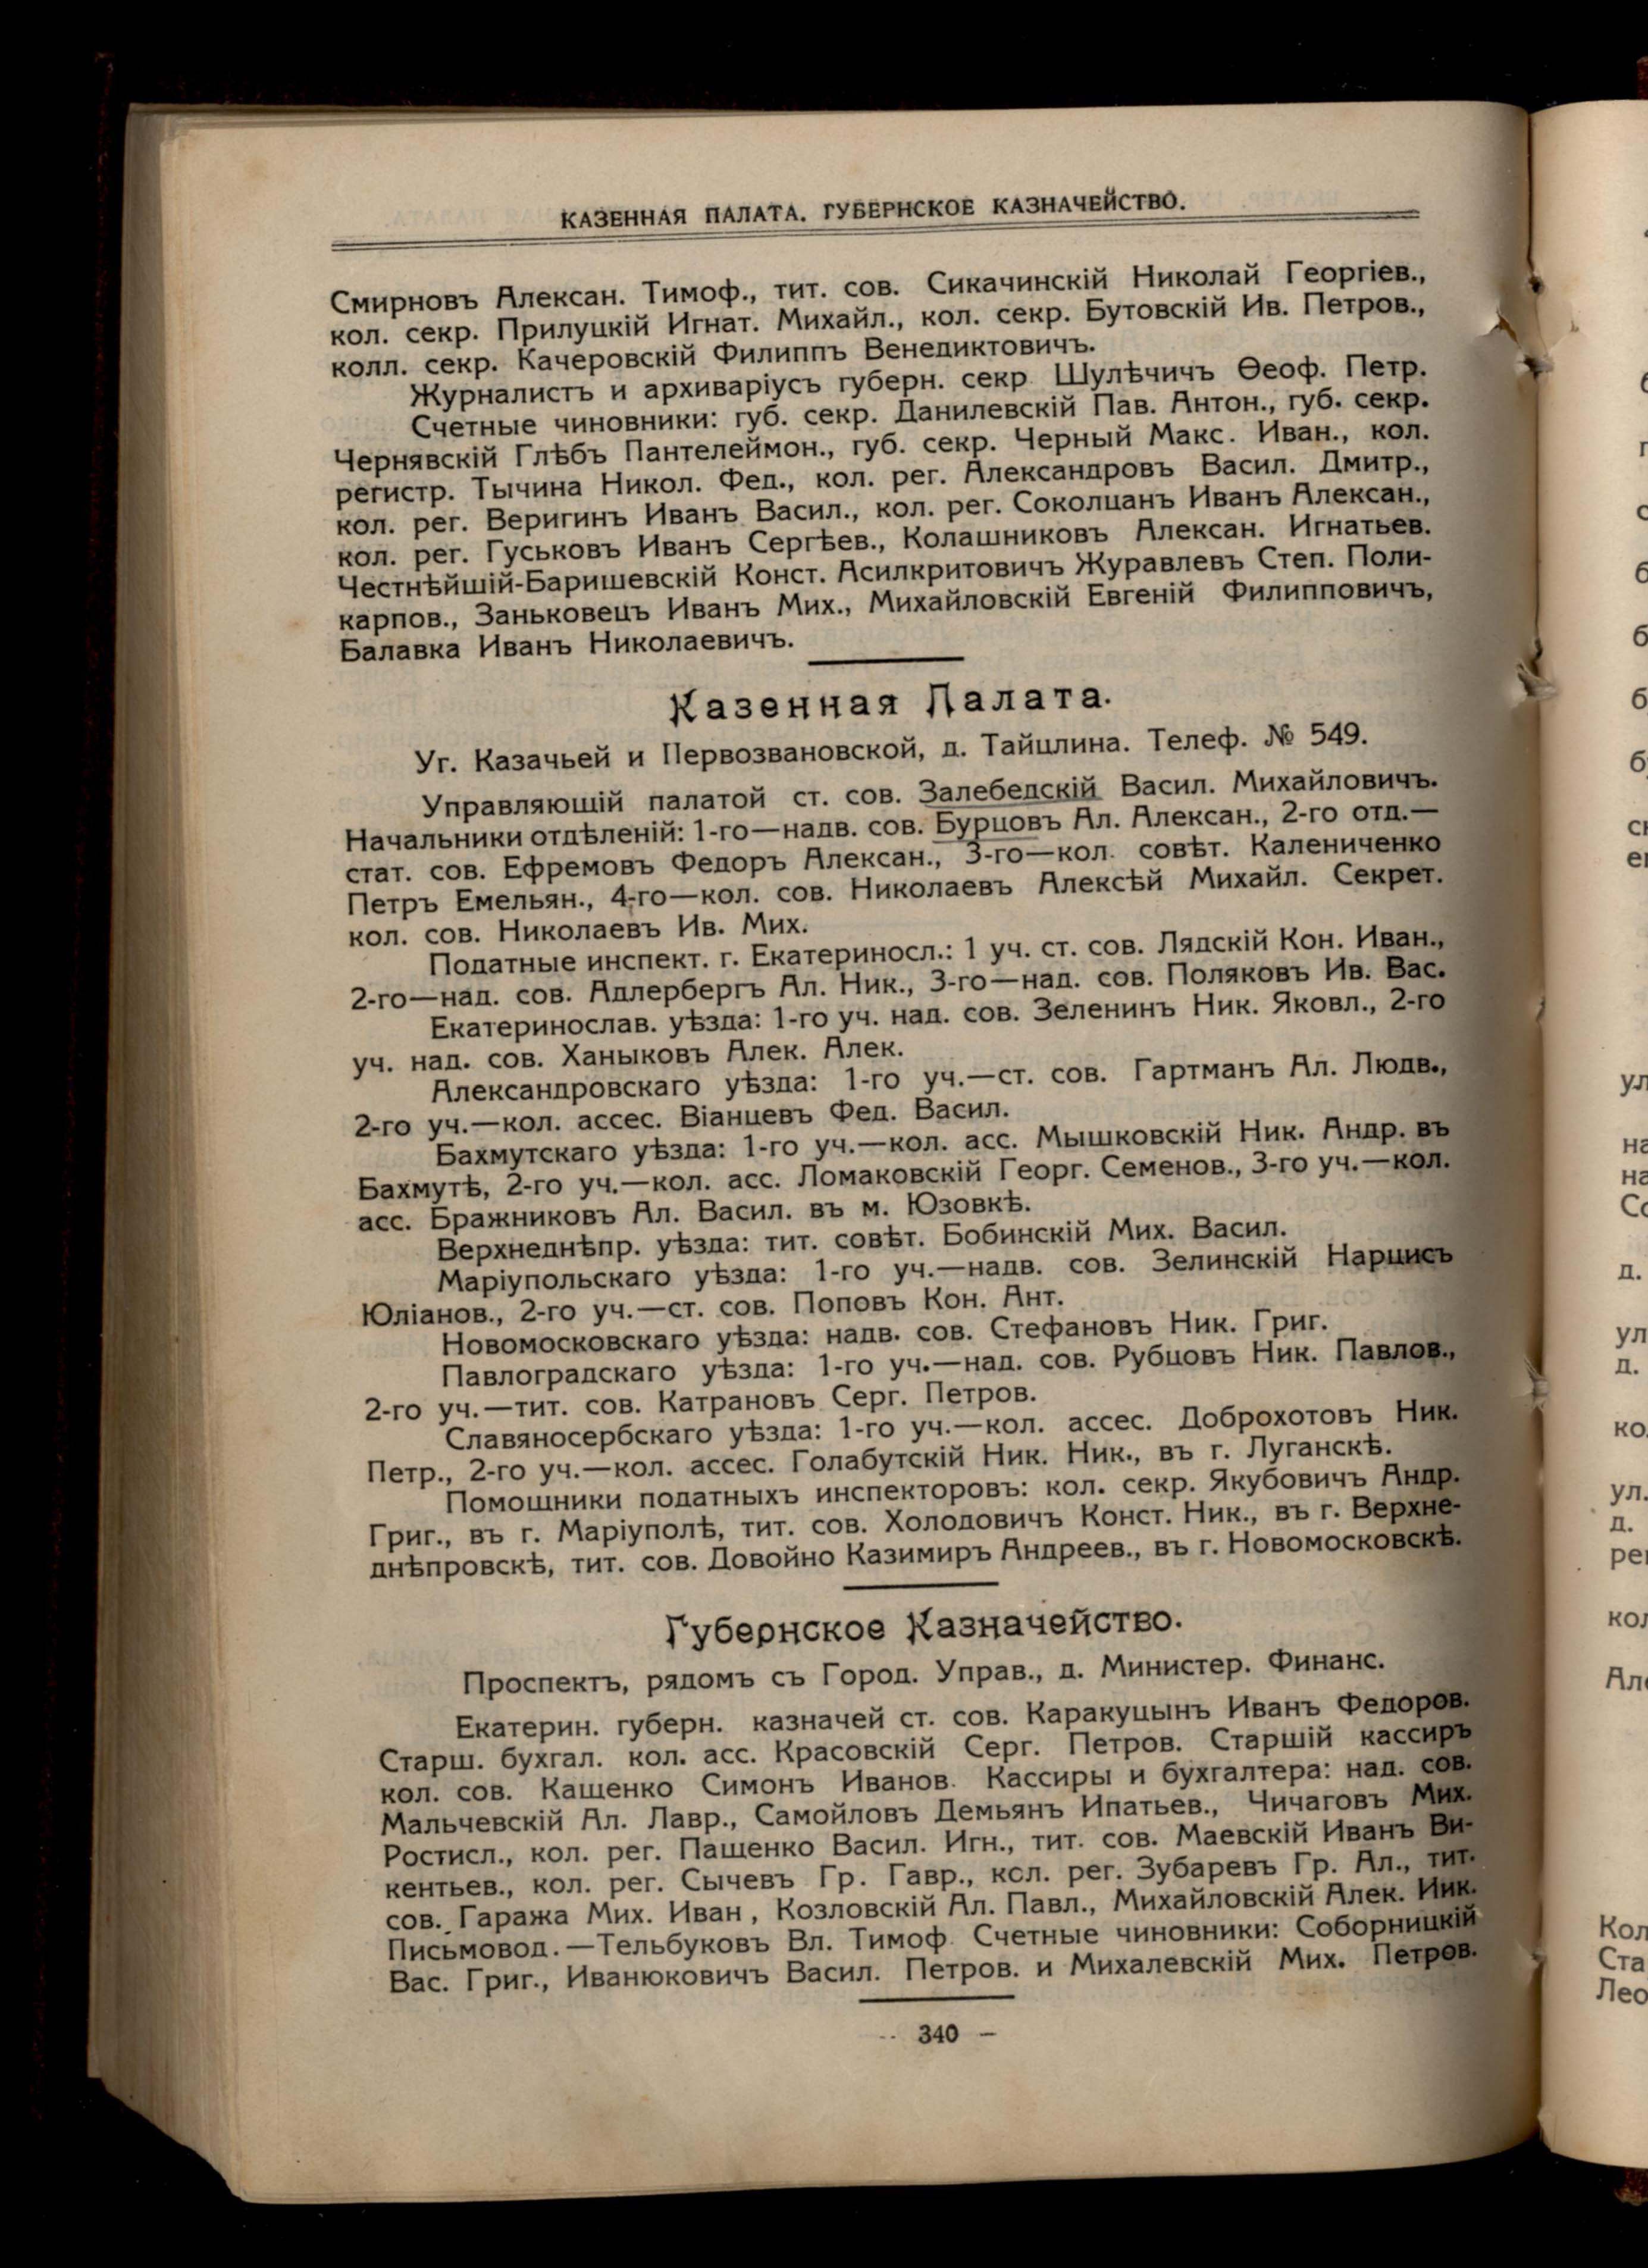 КАЗЕННАЯ ПАЛАТА. ГУБЕРНСКОЕ КАЗНАЧЕЙСТВО.
Смирновъ Алексан. Тимоф., тит. сов. Сикачинскій Николай Георгіев.,
кол. секр. Прилуцкій Игнат. Михайл., кол. секр. Бутовскій Ив. Петров.,
колл. секр. Качеровскій Филиппъ Венедиктовичъ.
Журналистъ и архиваріусъ губерн. секр. Шулѣчичъ Ѳеоф. Петр.
Счетные чиновники: губ. секр. Данилевскій Пав. Антон., губ. секр.
Чернявскій Глѣбъ Пантелеймон., губ. секр. Черный Макс. Иван., кол.
регистр. Тычина Никол. Фед., кол. рег. Александровъ Васил. Дмитр.,
кол. рег. Веригинъ Иванъ Васил., кол. рег. Соколцанъ Иванъ Алексан.,
кол. рег. Гуськовъ Иванъ Сергѣев., Колашниковъ Алексан. Игнатьев.
Честнѣйшій-Баришевскій Конст. Асилкритовичъ Журавлевъ Степ. Поли-
карпов., Заньковецъ Иванъ Мих., Михайловскій Евгеній Филипповичъ,
Балавка Иванъ Николаевичъ.
Казенная Палата.
Уг. Казачьей и Первозвановской, д. Тайцлина. Телеф. № 549.
Управляющій палатой ст. сов. Залебедскій Васил. Михайловичъ.
Начальники отдѣленій: 1-го—надв. сов. Бурцовъ Ал. Алексан., 2-го отд.—
стат. сов. Ефремовъ Федоръ Алексан., 3-го—кол. совѣт. Калениченко
Петръ Емельян., 4-го—кол. сов. Николаевъ Алексѣй Михайл. Секрет.
кол. сов. Николаевъ Ив. Мих.
Податные инспект. г. Екатеринosл.: 1 уч. ст. сов. Лядскій Кон. Иван.,
2-го—над. сов. Адлербергъ Ал. Ник., 3-го—над. сов. Поляковъ Ив. Вас.
Екатеринослав. уѣзда: 1-го уч. над. сов. Зеленинъ Ник. Яковл., 2-го
уч. над. сов. Ханыковъ Алек. Алек.
Александровскаго уѣзда: 1-го уч.—ст. сов. Гартманъ Ал. Людв.,
2-го уч.—кол. ассес. Віанцевъ Фед. Васил.
Бахмутскаго уѣзда: 1-го уч.—кол. асс. Мышковскій Ник. Андр. въ
Бахмутѣ, 2-го уч.—кол. асс. Ломаковскій Георг. Семенов., 3-го уч.—кол.
асс. Бражниковъ Ал. Васил. въ м. Юзовкѣ.
Верхнеднѣпр. уѣзда: тит. совѣт. Бобинскій Мих. Васил.
Маріупольскаго уѣзда: 1-го уч.—надв. сов. Зелинскій Нарцисъ
Юліанов., 2-го уч.—ст. сов. Поповъ Кон. Ант.
Новомосковскаго уѣзда: надв. сов. Стефановъ Ник. Григ.
Павлоградскаго уѣзда: 1-го уч.—над. сов. Рубцовъ Ник. Павлов.,
2-го уч.—тит. сов. Катрановъ Серг. Петров.
Славяносербскаго уѣзда: 1-го уч.—кол. ассес. Доброхотовъ Ник.
Петр., 2-го уч.—кол. ассес. Голабутскій Ник. Ник., въ г. Луганскѣ.
Помощники податныхъ инспекторовъ: кол. секр. Якубовичъ Андр.
Григ., въ г. Маріуполѣ, тит. сов. Холодовичъ Конст. Ник., въ г. Верхне-
днѣпровскѣ, тит. сов. Довойно Казимиръ Андреев., въ г. Новомосковскѣ.
Губернское Казначейство.
Проспектъ, рядомъ съ Город. Управ., д. Министер. Финанс.
Екатерин. губерн. казначей ст. сов. Каракуцынъ Иванъ Федоров.
Старш. бухгал. кол. асс. Красовскій Серг. Петров. Старшій кассиръ
кол. сов. Кащенко Симонъ Иванов. Кассиры и бухгалтера: над. сов.
Мальчевскій Ал. Лавр., Самойловъ Демьянъ Ипатьев., Чичаговъ Мих.
Ростисл., кол. рег. Пащенко Васил. Игн., тит. сов. Маевскій Иванъ Ви-
кентьев., кол. рег. Сычевъ Гр. Гавр., кол. рег. Зубаревъ Гр. Ал., тит.
сов. Гаража Мих. Иван , Козловскій Ал. Павл., Михайловскій Алек. Ник.
Письмовод.—Тельбуковъ Вл. Тимоф. Счетные чиновники: Соборницкій
Вас. Григ., Иванюковичъ Васил. Петров. и Михалевскій Мих. Петров.
- 340 -